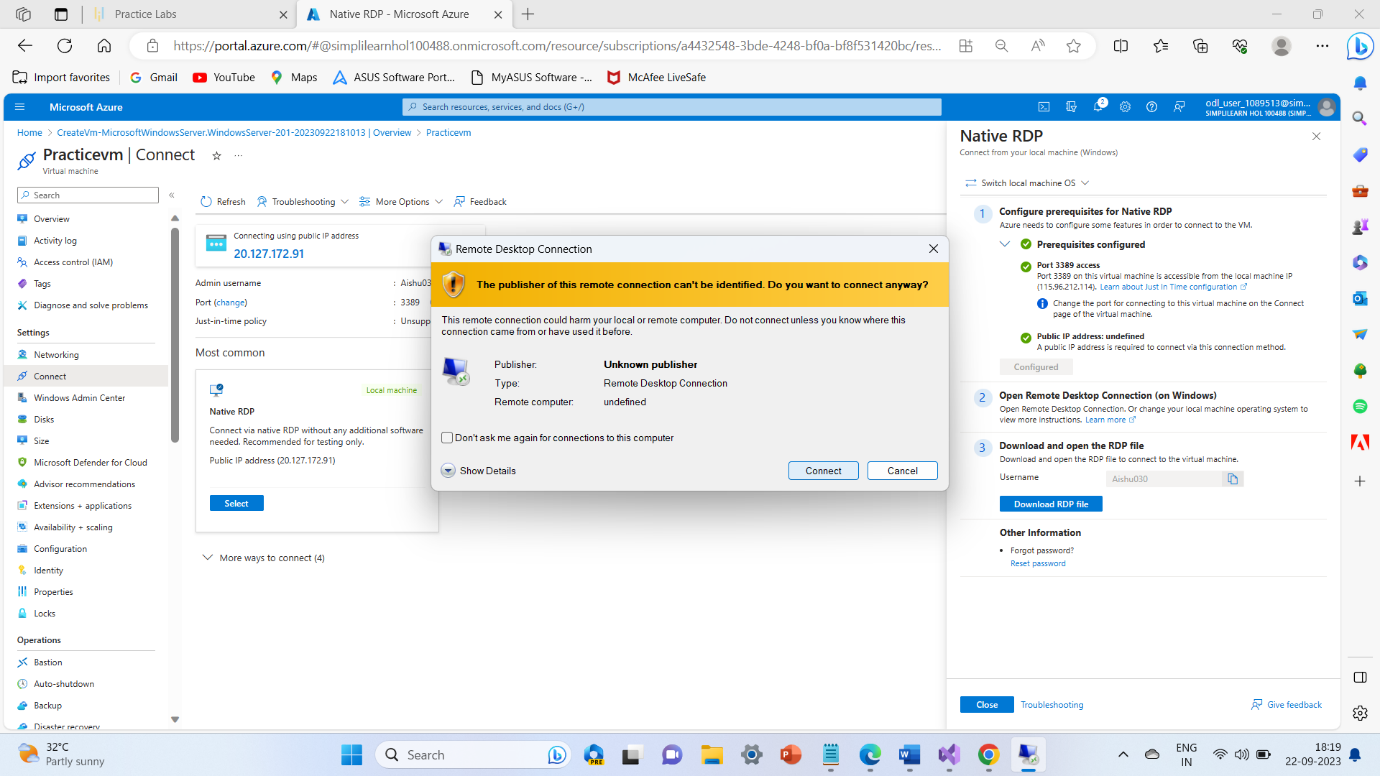 Practice Labs
Native RDP - Microsoft Azure
https://portal.azure.com/#@simplilearnhol100488.onmicrosoft.com/resource/subscriptions/a4432548-3bde-4248-bf0a-bf8f531420bc/res...
Import favorites
Gmail
YouTube
Maps
ASUS Software Port...
MyASUS Software -...
McAfee LiveSafe
Microsoft Azure
Search resources, services, and docs (G+/)
2
odl_user_1089513@sim...
SIMPLILEARN HOL 100488 (SIMP...
Home > CreateVm-MicrosoftWindowsServer.WindowsServer-201-20230922181013 | Overview > Practicevm
Practicevm | Connect
Virtual machine
Search
Overview
Activity log
Access control (IAM)
Tags
Diagnose and solve problems
Settings
Networking
Connect
Windows Admin Center
Disks
Size
Microsoft Defender for Cloud
Advisor recommendations
Extensions + applications
Availability + scaling
Configuration
Identity
Properties
Locks
Operations
Bastion
Auto-shutdown
Backup
Disaster recovery
Refresh
Troubleshooting
More Options
Feedback
Connecting using public IP address
20.127.172.91
Admin username : Aishu03
Port (change) : 3389
Just-in-time policy : Unsupp
Most common
Local machine
Native RDP
Connect via native RDP without any additional software
needed. Recommended for testing only.
Public IP address (20.127.172.91)
Select
More ways to connect (4)
Remote Desktop Connection
The publisher of this remote connection can't be identified. Do you want to connect anyway?
This remote connection could harm your local or remote computer. Do not connect unless you know where this
connection came from or have used it before.
Publisher: Unknown publisher
Type: Remote Desktop Connection
Remote computer: undefined
Don't ask me again for connections to this computer
Show Details
Connect
Cancel
Native RDP
Connect from your local machine (Windows)
Switch local machine OS
1
Configure prerequisites for Native RDP
Azure needs to configure some features in order to connect to the VM.
Prerequisites configured
Port 3389 access
Port 3389 on this virtual machine is accessible from the local machine IP
(115.96.212.114). Learn about Just in Time configuration
Change the port for connecting to this virtual machine on the Connect
page of the virtual machine.
Public IP address: undefined
A public IP address is required to connect via this connection method.
Configured
2
Open Remote Desktop Connection (on Windows)
Open Remote Desktop Connection. Or change your local machine operating system to
view more instructions. Learn more
3
Download and open the RDP file
Download and open the RDP file to connect to the virtual machine.
Username
Aishu030
Download RDP file
Other Information
• Forgot password?
Reset password
Close
Troubleshooting
Give feedback
32°C
Partly sunny
Search
PRE
ENG
IN
18:19
22-09-2023